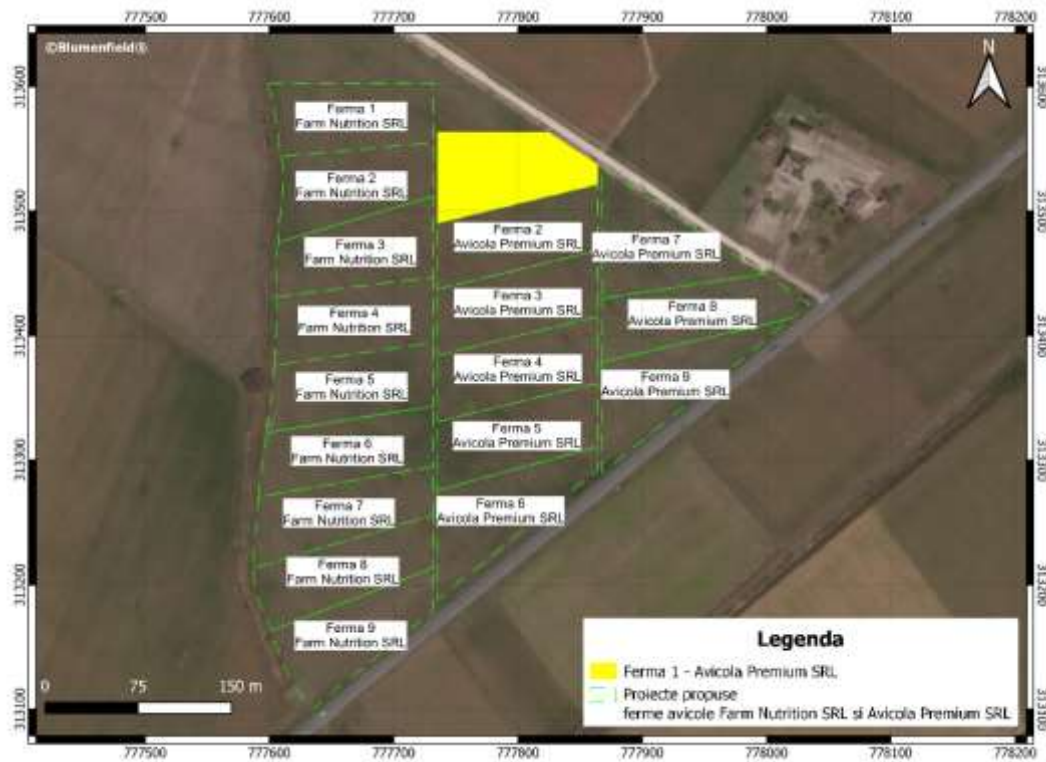 777500 777600 777700 777800 777900 778000 778100 778200
©Blumenfield®
N
313600 313600
Ferma 1
Farm Nutrition SRL
Ferma 2
Farm Nutrition SRL
313500 313500
Ferma 2
Avicola Premium SRL
Ferma 7
Avicola Premium SRL
Ferma 3
Farm Nutrition SRL
Ferma 3
Avicola Premium SRL
Ferma 8
Avicola Premium SRL
Ferma 4
Farm Nutrition SRL
313400 313400
Ferma 4
Avicola Premium SRL
Ferma 9
Avicola Premium SRL
Ferma 5
Farm Nutrition SRL
Ferma 5
Avicola Premium SRL
Ferma 6
Farm Nutrition SRL
313300 313300
Ferma 7
Farm Nutrition SRL
Ferma 6
Avicola Premium SRL
Ferma 8
Farm Nutrition SRL
313200 313200
Ferma 9
Farm Nutrition SRL
Legenda
Ferma 1 - Avicola Premium SRL
Proiecte propuse
ferme avicole Farm Nutrition SRL si Avicola Premium SRL
0 75 150 m
313100 313100
777500 777600 777700 777800 777900 778000 778100 778200